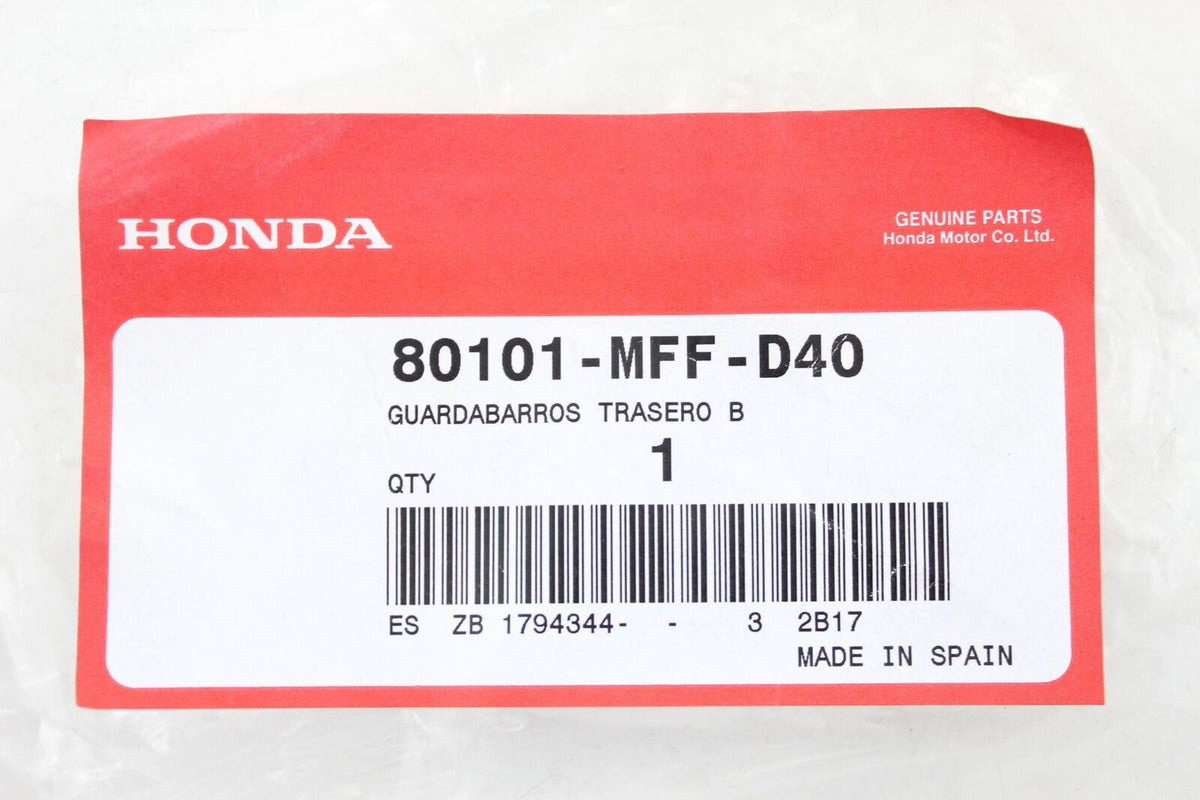 HONDA
GENUINE PARTS
Honda Motor Co. Ltd.
80101-MFF-D40
GUARDABARROS TRASERO B
1
QTY
ES ZB 1794344- - 3 2B17
MADE IN SPAIN